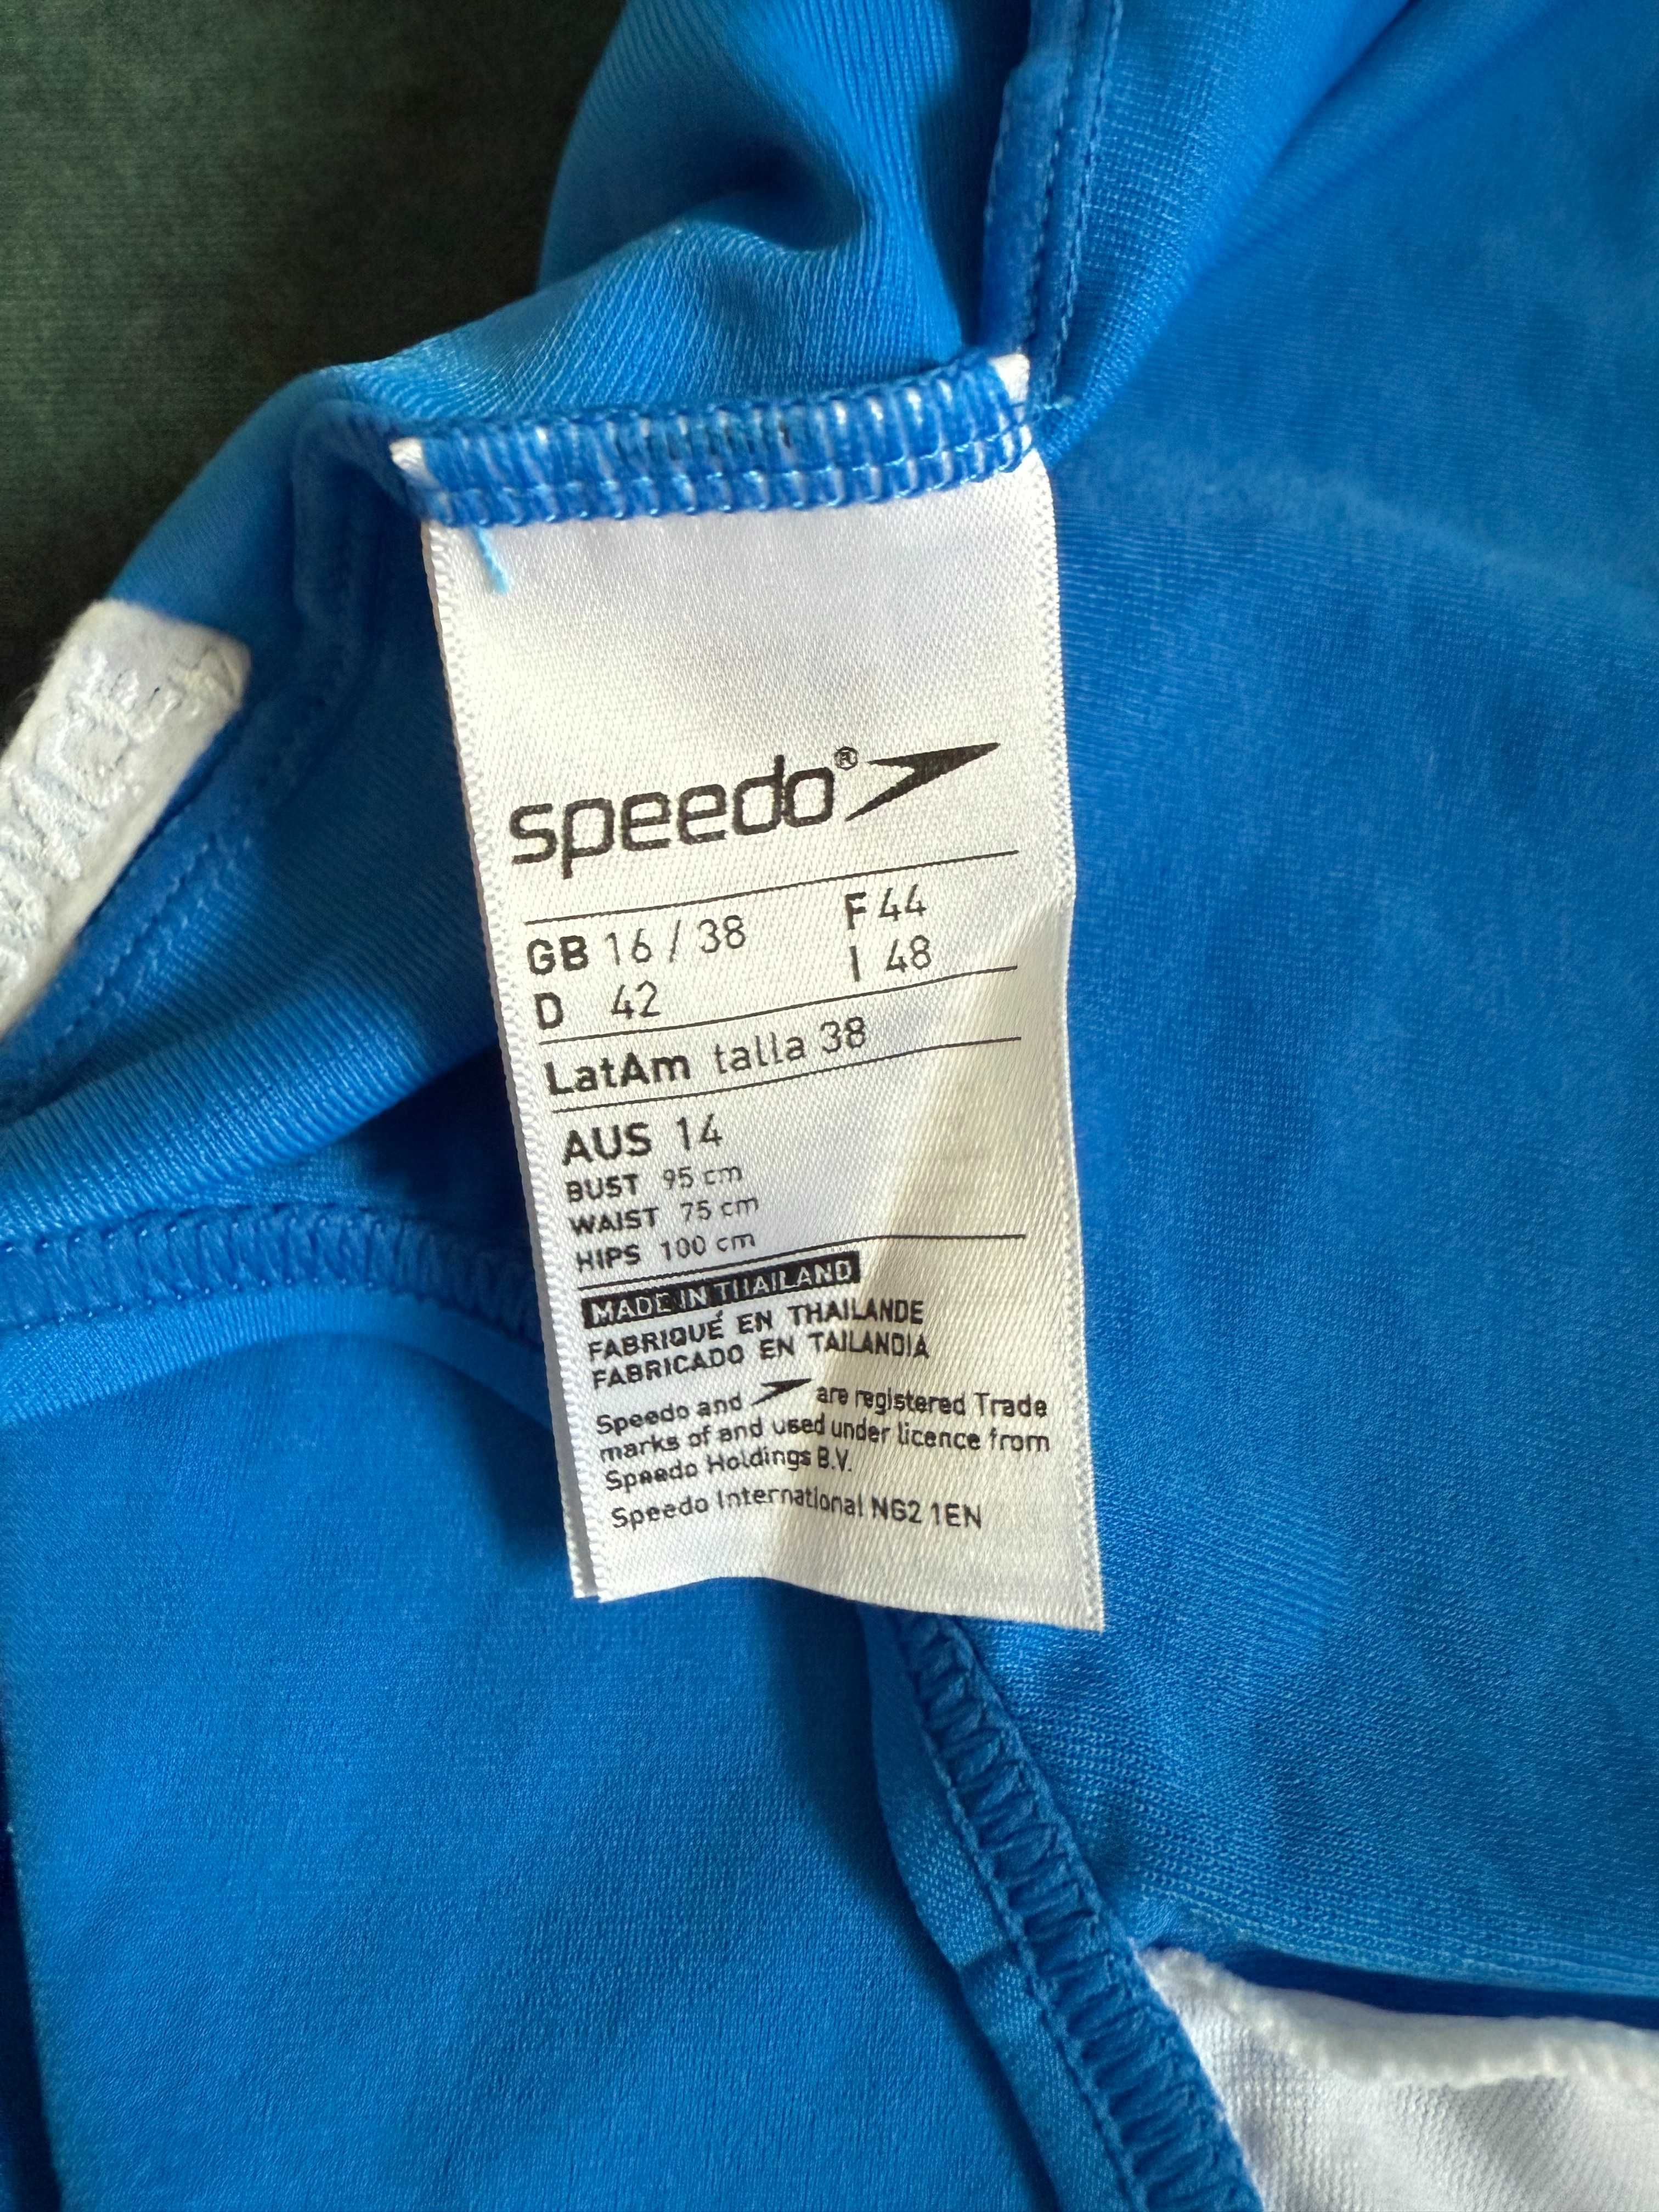 speedo®
GB 16 / 38 F 44
D 42 I 48
LatAm talla 38
AUS 14
BUST 95 cm
WAIST 75 cm
HIPS 100 cm
MADE IN THAILAND
FABRIQUÉ EN THAILANDE
FABRICADO EN TAILANDIA
Speedo and are registered Trade
marks of and used under licence from
Speedo Holdings B.V.
Speedo International NG2 1EN